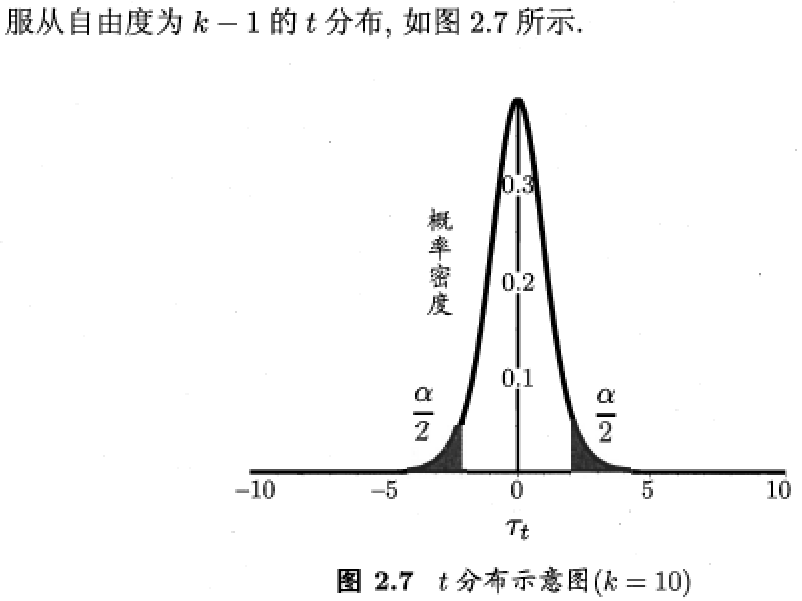 服从自由度为 k − 1 的 t 分布, 如图 2.7 所示.
0.3
概率密度
0.2
0.1
α/2
α/2
−10 −5 0 5 10
τt
图 2.7 t 分布示意图(k = 10)